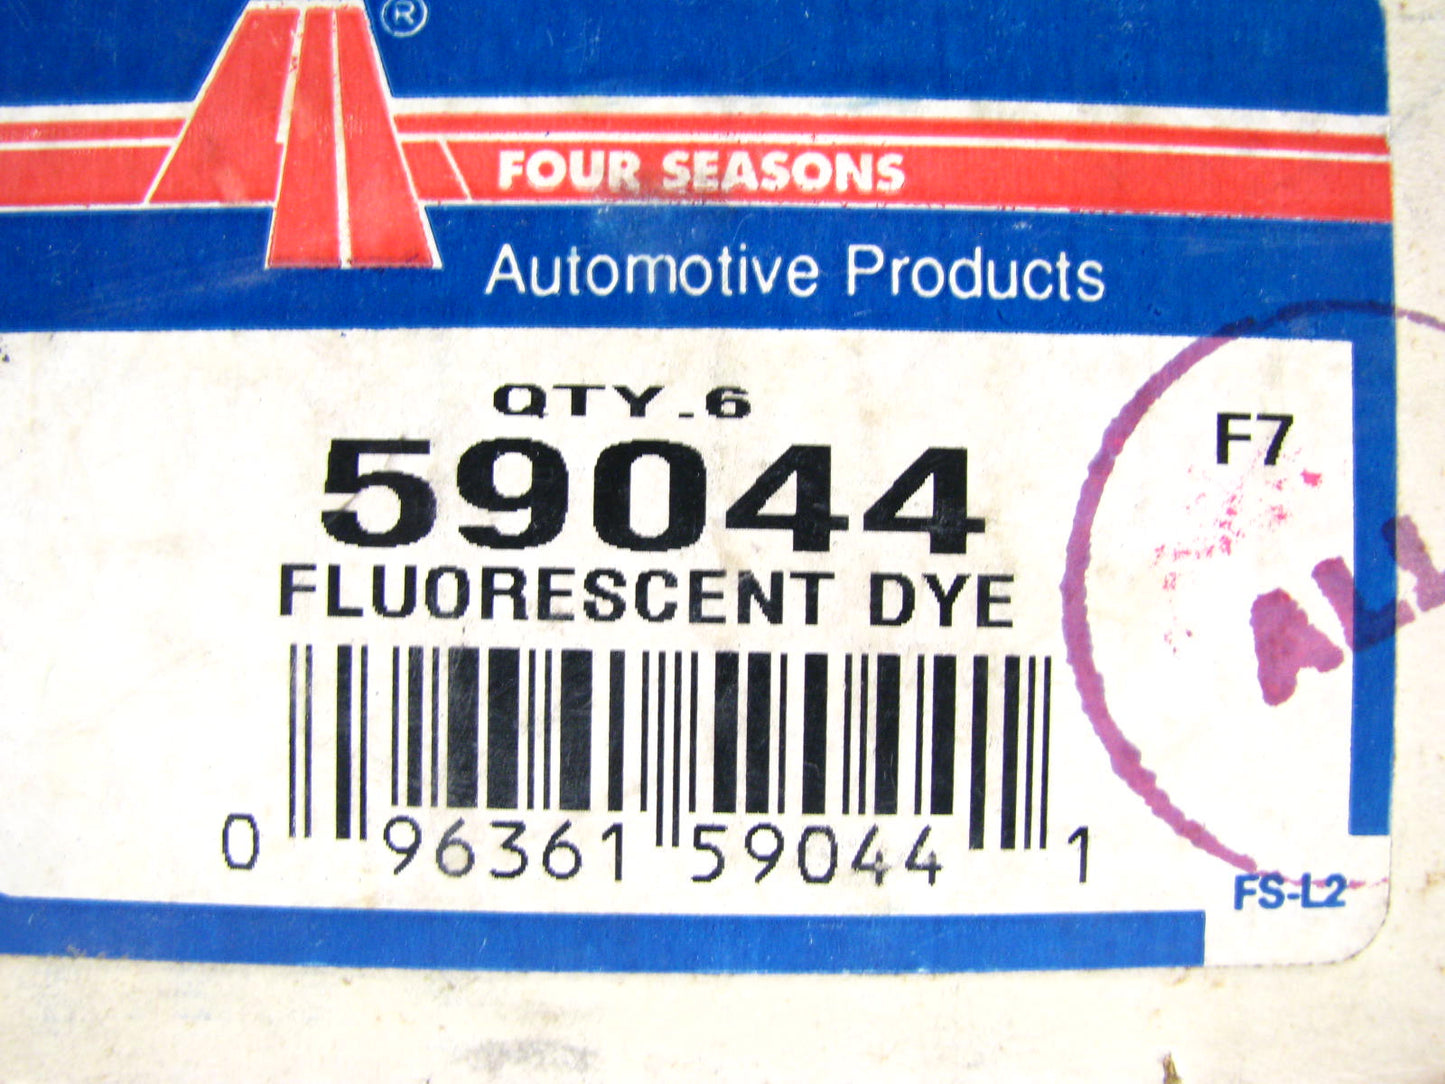 ®
FOUR SEASONS
Automotive Products
QTY.6
59044
F7
FLUORESCENT DYE
0 96361 59044 1
FS-L2